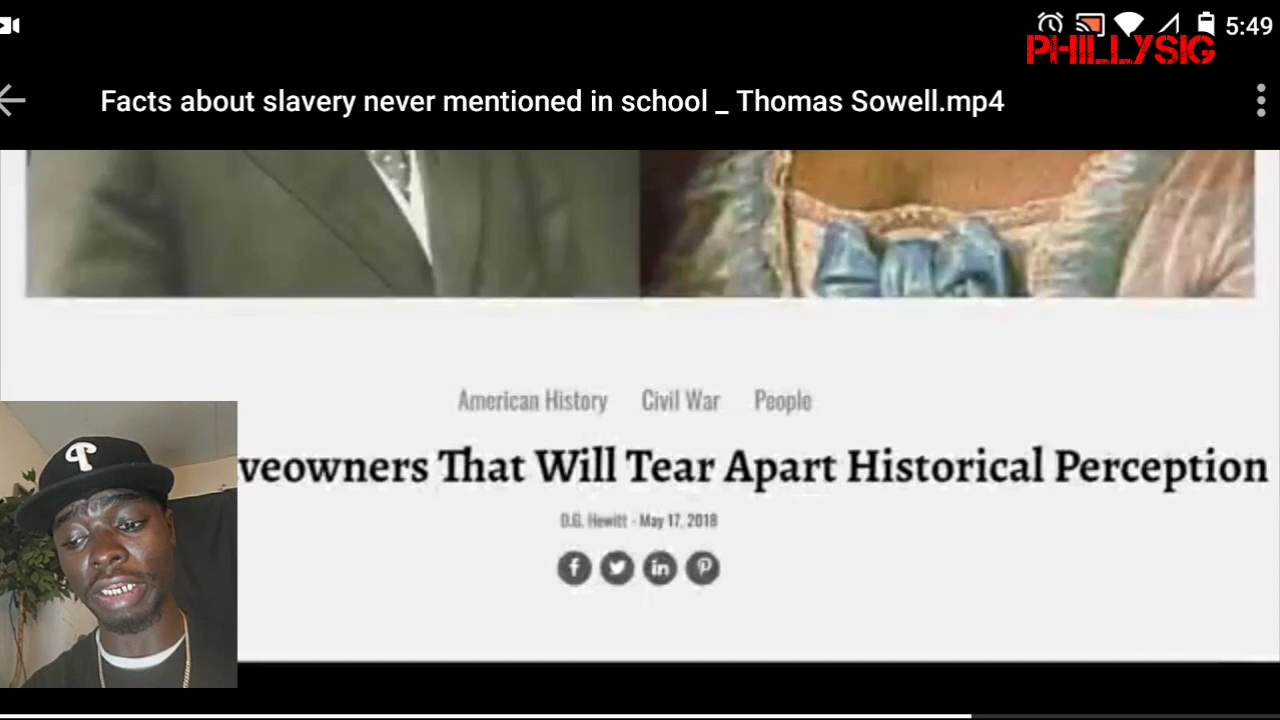 5:49
PHILLYSIG
Facts about slavery never mentioned in school _ Thomas Sowell.mp4
American History Civil War People
veowners That Will Tear Apart Historical Perception
D.G. Hewitt - May 17, 2018